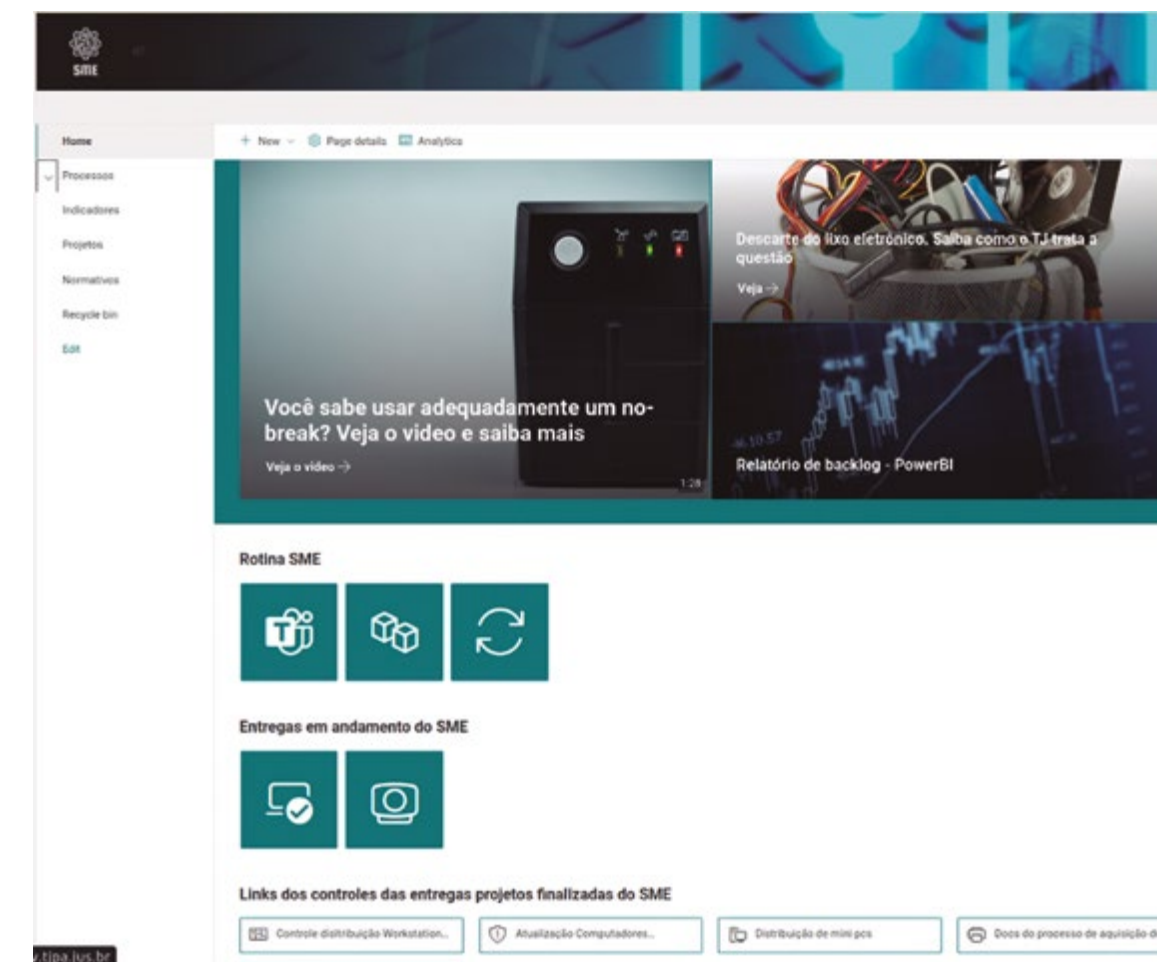 SME
Home
+ New Page details Analytics
Processos
Indicadores
Projetos
Normativos
Recycle bin
Edit
Você sabe usar adequadamente um no-
break? Veja o video e saiba mais
Veja o vídeo →
1:28
Descarte do lixo eletrônico. Saiba como o TJ trata a
questão
Veja →
Relatório de backlog - PowerBI
Rotina SME
Entregas em andamento do SME
Links dos controles das entregas projetos finalizadas do SME
Controle disitribuição Workstation...
Atualização Computadores...
Distribuição de mini pcs
Docs do processo de aquisição d
.tjpa.jus.br